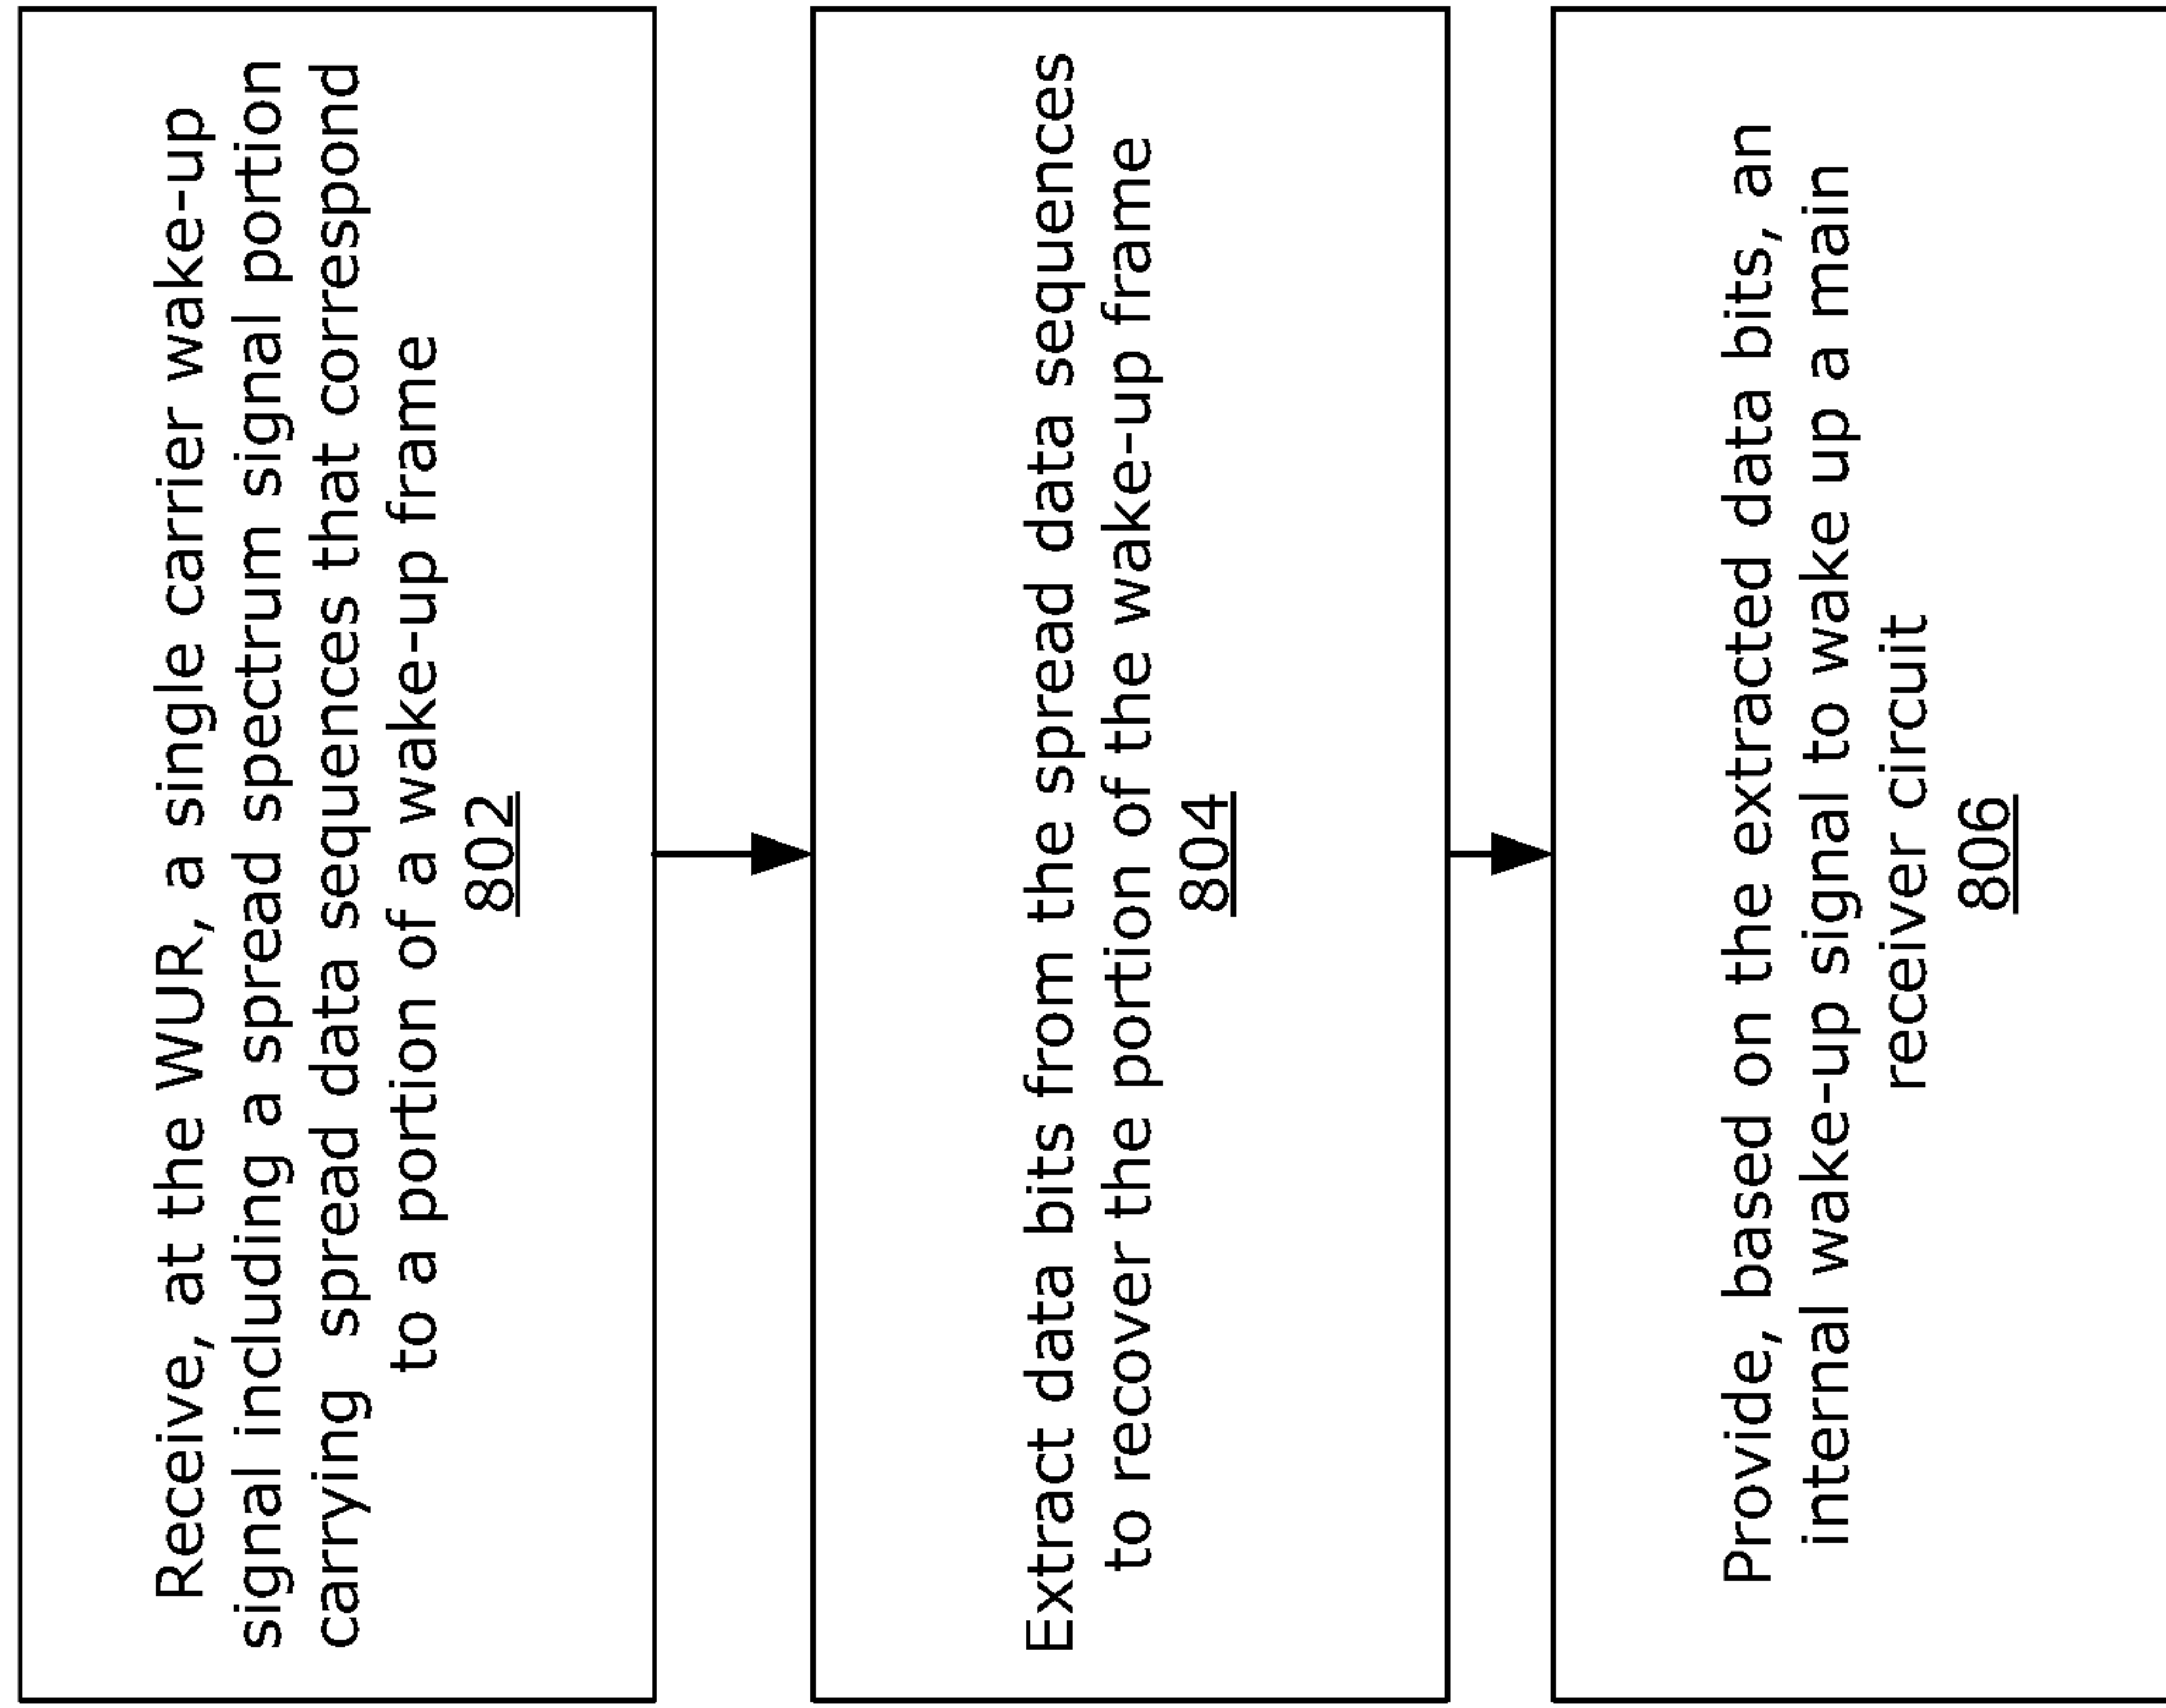 Receive, at the WUR, a single carrier wake-up
signal including a spread spectrum signal portion
carrying  spread data sequences that correspond
to a portion of a wake-up frame
802
Extract data bits from the spread data sequences
to recover the portion of the wake-up frame
804
Provide, based on the extracted data bits, an
internal wake-up signal to wake up a main
receiver circuit
806